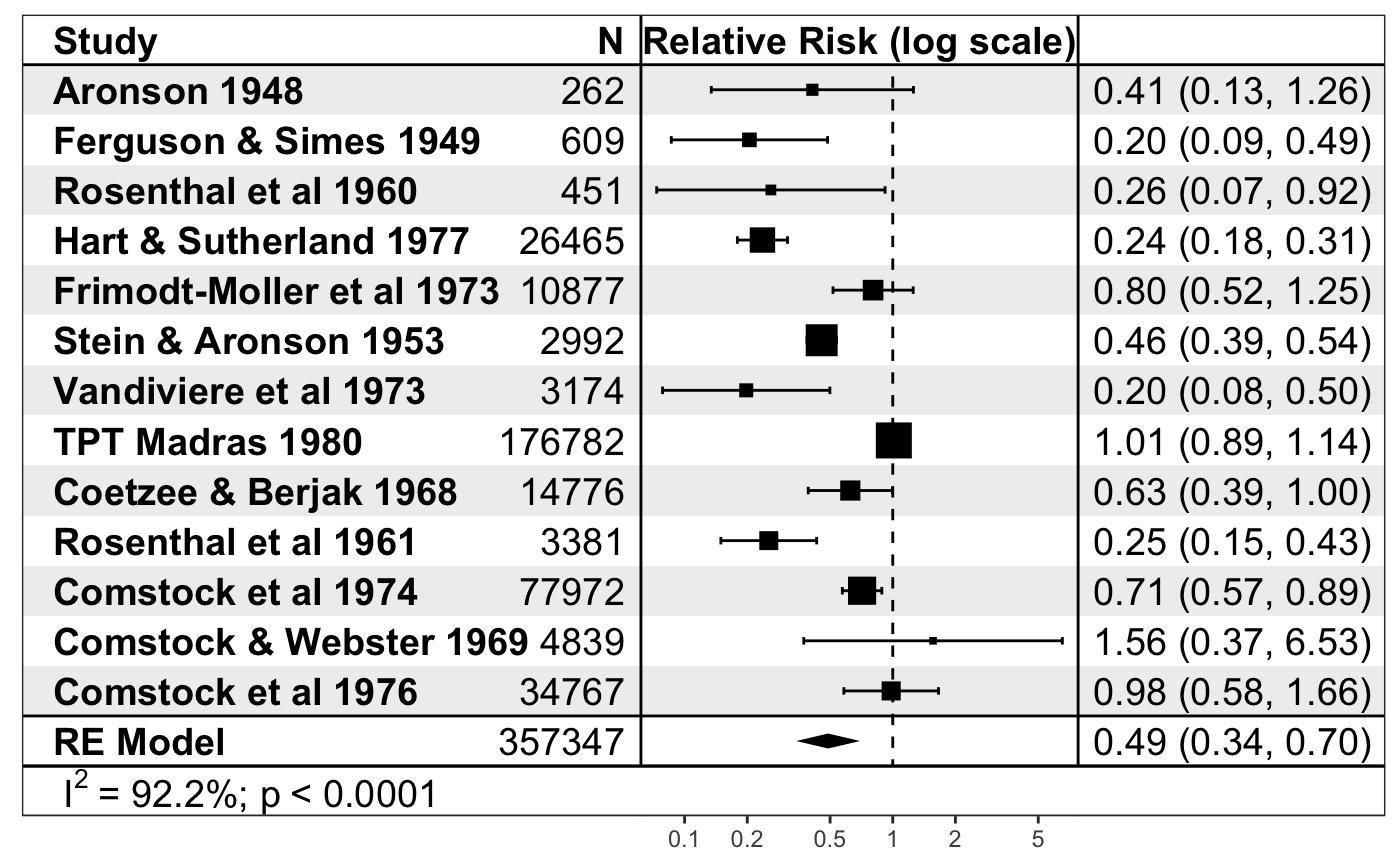 Study N Relative Risk (log scale)
Aronson 1948 262 0.41 (0.13, 1.26)
Ferguson & Simes 1949 609 0.20 (0.09, 0.49)
Rosenthal et al 1960 451 0.26 (0.07, 0.92)
Hart & Sutherland 1977 26465 0.24 (0.18, 0.31)
Frimodt-Moller et al 1973 10877 0.80 (0.52, 1.25)
Stein & Aronson 1953 2992 0.46 (0.39, 0.54)
Vandiviere et al 1973 3174 0.20 (0.08, 0.50)
TPT Madras 1980 176782 1.01 (0.89, 1.14)
Coetzee & Berjak 1968 14776 0.63 (0.39, 1.00)
Rosenthal et al 1961 3381 0.25 (0.15, 0.43)
Comstock et al 1974 77972 0.71 (0.57, 0.89)
Comstock & Webster 1969 4839 1.56 (0.37, 6.53)
Comstock et al 1976 34767 0.98 (0.58, 1.66)
RE Model 357347 0.49 (0.34, 0.70)
I² = 92.2%; p < 0.0001
0.1 0.2 0.5 1 2 5